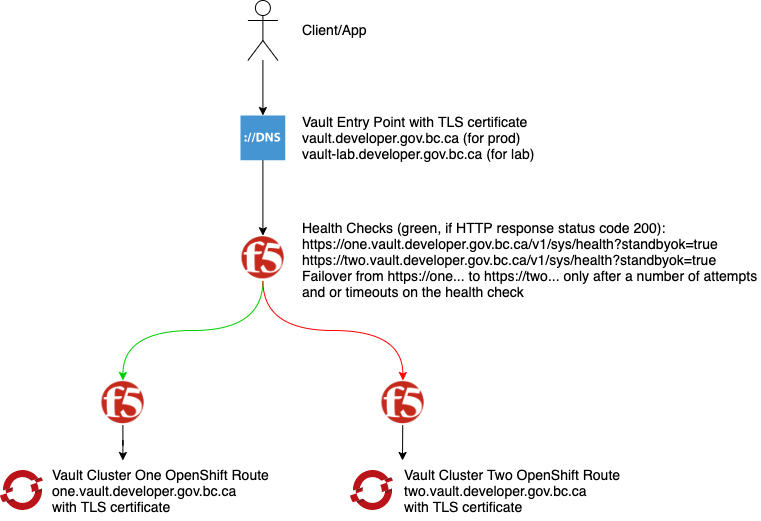 Client/App
Vault Entry Point with TLS certificate
://DNS
vault.developer.gov.bc.ca (for prod)
vault-lab.developer.gov.bc.ca (for lab)
Health Checks (green, if HTTP response status code 200):
https://one.vault.developer.gov.bc.ca/v1/sys/health?standbyok=true
f5
https://two.vault.developer.gov.bc.ca/v1/sys/health?standbyok=true
Failover from https://one... to https://two... only after a number of attempts
and or timeouts on the health check
f5
f5
Vault Cluster One OpenShift Route
one.vault.developer.gov.bc.ca
with TLS certificate
Vault Cluster Two OpenShift Route
two.vault.developer.gov.bc.ca
with TLS certificate